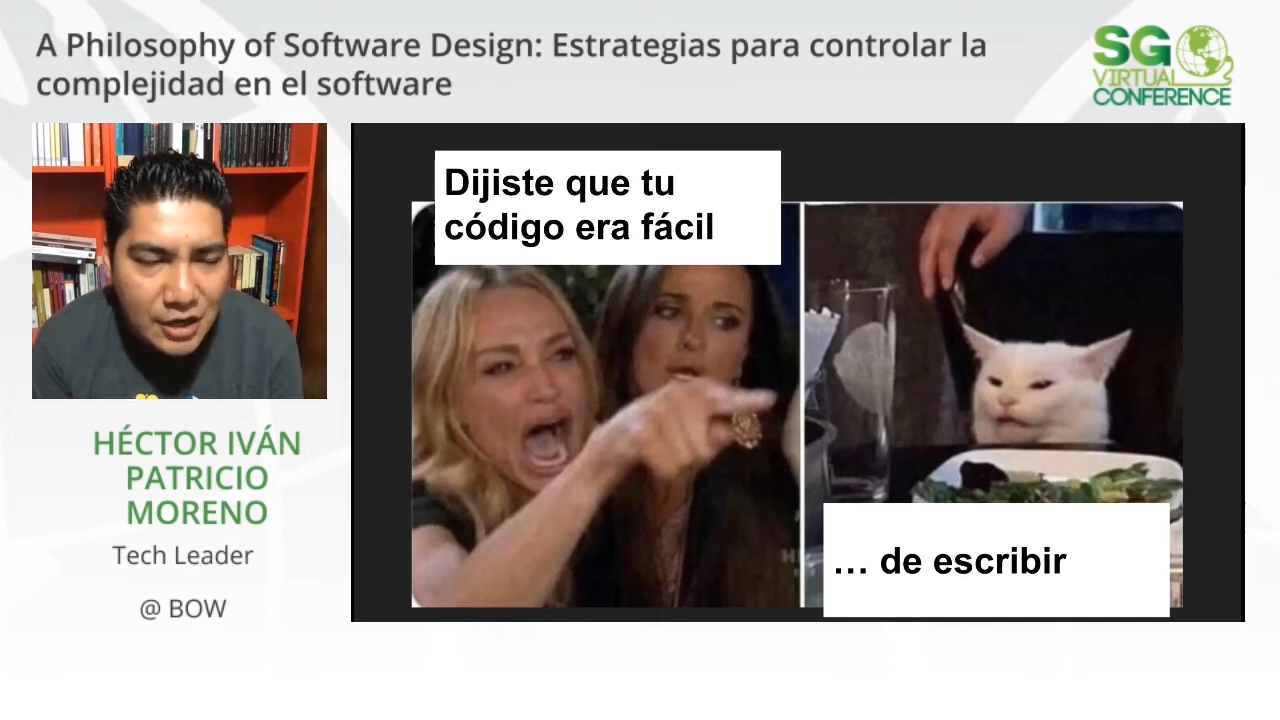 A Philosophy of Software Design: Estrategias para controlar la
complejidad en el software
SG
VIRTUAL
CONFERENCE
Dijiste que tu
código era fácil
... de escribir
HÉCTOR IVÁN
PATRICIO
MORENO
Tech Leader
@ BOW